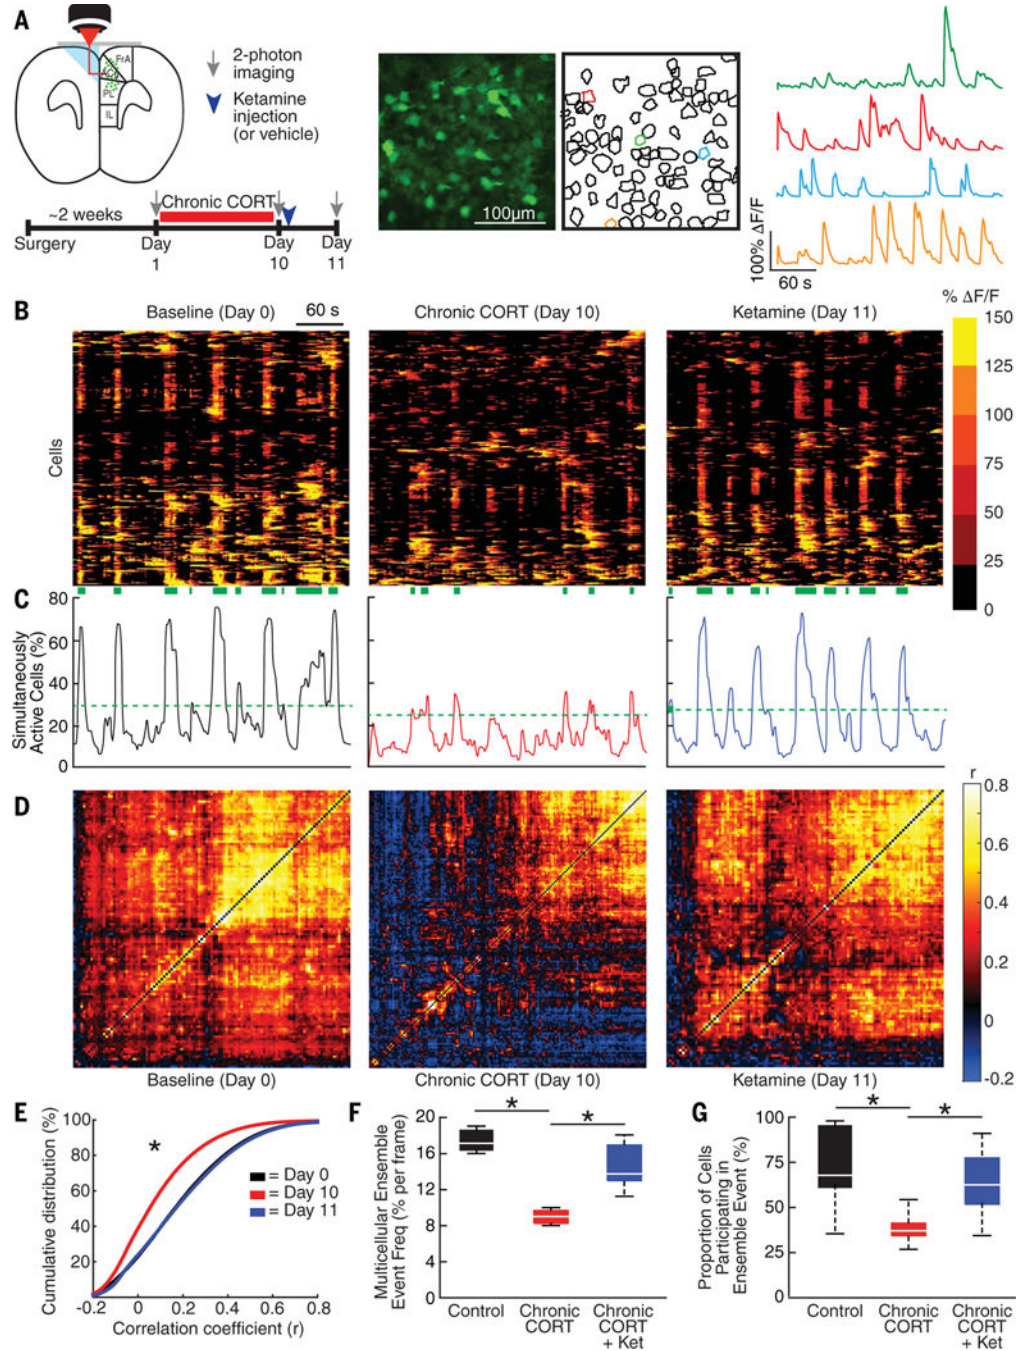 A
FrA
PL
IL
2-photon
imaging
Ketamine
injection
(or vehicle)
~2 weeks
Chronic CORT
Surgery
Day
1
Day
10
Day
11
100µm
100% ΔF/F
60 s
B
Baseline (Day 0)
60 s
Chronic CORT (Day 10)
Ketamine (Day 11)
% ΔF/F
150
125
100
75
50
25
0
Cells
C
Simultaneously
Active Cells (%)
80
60
40
20
0
D
r
0.8
0.6
0.4
0.2
0
-0.2
Baseline (Day 0)
Chronic CORT (Day 10)
Ketamine (Day 11)
E
Cumulative distribution (%)
100
80
60
40
20
*
= Day 0
= Day 10
= Day 11
-0.2
0
0.2
0.4
0.6
0.8
Correlation coefficient (r)
F
Multicellular Ensemble
Event Freq (% per frame)
20
16
12
8
4
0
*
*
Control
Chronic
CORT
Chronic
CORT
+ Ket
G
Proportion of Cells
Participating in
Ensemble Event (%)
100
75
50
25
0
*
*
Control
Chronic
CORT
Chronic
CORT
+ Ket